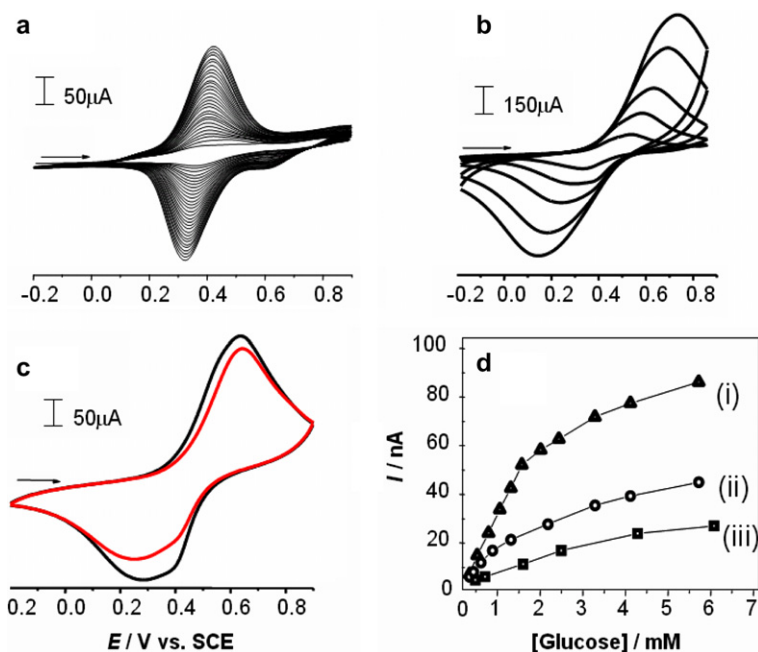 a
50μA
-0.2 0.0 0.2 0.4 0.6 0.8
b
150μA
-0.2 0.0 0.2 0.4 0.6 0.8
c
50μA
0.2 0.0 0.2 0.4 0.6 0.8
E / V vs. SCE
d
100
80
60
40
20
0
I / nA
(i)
(ii)
(iii)
0 1 2 3 4 5 6 7
[Glucose] / mM